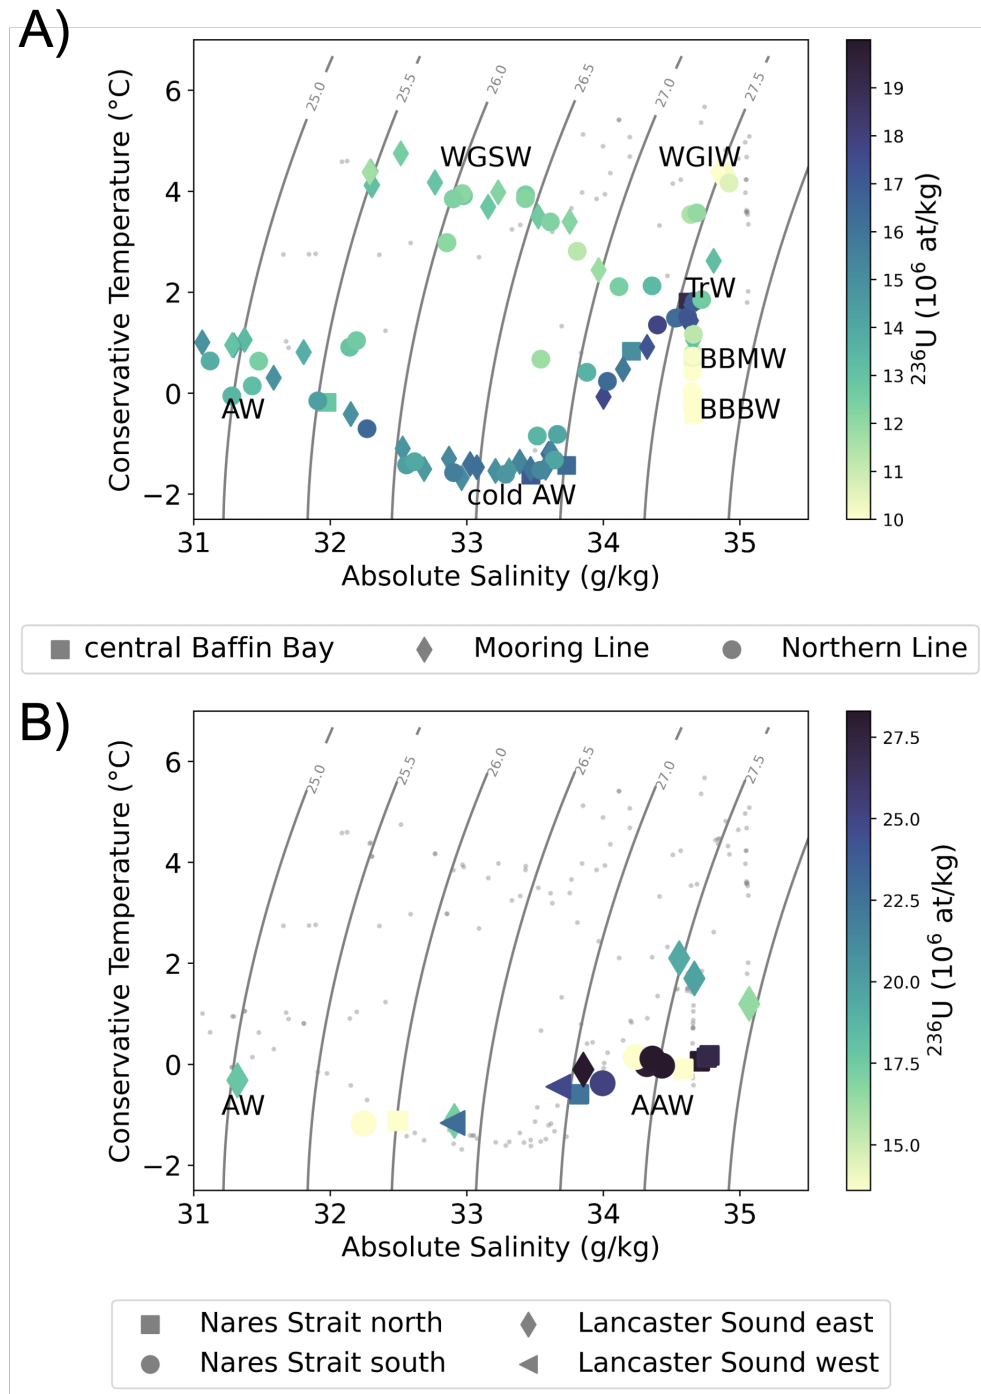 A)
Conservative Temperature (°C)
6
4
2
0
−2
25.0
25.5
26.0
26.5
27.0
27.5
WGSW
WGIW
TrW
BBMW
BBBW
AW
cold AW
31
32
33
34
35
Absolute Salinity (g/kg)
19
18
17
16
15
14
13
12
11
10
²³⁶U (10⁶ at/kg)
central Baffin Bay
Mooring Line
Northern Line
B)
Conservative Temperature (°C)
6
4
2
0
−2
25.0
25.5
26.0
26.5
27.0
27.5
AW
AAW
31
32
33
34
35
Absolute Salinity (g/kg)
27.5
25.0
22.5
20.0
17.5
15.0
²³⁶U (10⁶ at/kg)
Nares Strait north
Lancaster Sound east
Nares Strait south
Lancaster Sound west